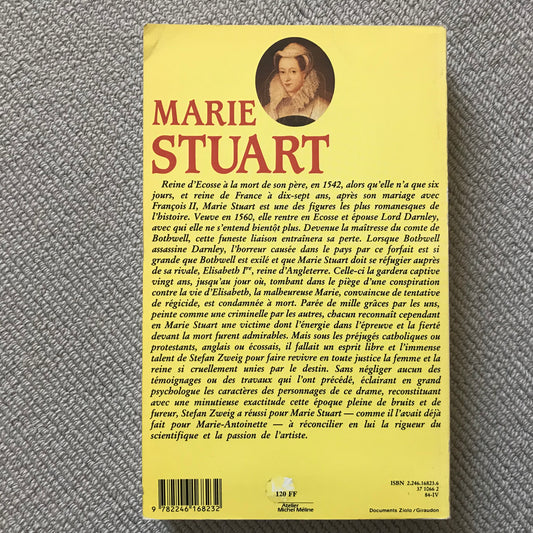 MARIE
STUART
Reine d'Ecosse à la mort de son père, en 1542, alors qu'elle n'a que six
jours, et reine de France à dix-sept ans, après son mariage avec
François II, Marie Stuart est une des figures les plus romanesques de
l'histoire. Veuve en 1560, elle rentre en Ecosse et épouse Lord Darnley,
avec qui elle ne s'entend bientôt plus. Devenue la maîtresse du comte de
Bothwell, cette funeste liaison entraînera sa perte. Lorsque Bothwell
assassine Darnley, l'horreur causée dans le pays par ce forfait est si
grande que Bothwell est exilé et que Marie Stuart doit se réfugier auprès
de sa rivale, Elisabeth Iʳᵉ, reine d'Angleterre. Celle-ci la gardera captive
vingt ans, jusqu'au jour où, tombant dans le piège d'une conspiration
contre la vie d'Elisabeth, la malheureuse Marie, convaincue de tentative
de régicide, est condamnée à mort. Parée de mille grâces par les uns,
peinte comme une criminelle par les autres, chacun reconnaît cependant
en Marie Stuart une victime dont l'énergie dans l'épreuve et la fierté
devant la mort furent admirables. Mais sous les préjugés catholiques ou
protestants, anglais ou écossais, il fallait un esprit libre et l'immense
talent de Stefan Zweig pour faire revivre en toute justice la femme et la
reine si cruellement unies par le destin. Sans négliger aucun des
témoignages ou des travaux qui l'ont précédé, éclairant en grand
psychologue les caractères des personnages de ce drame, reconstituant
avec une minutieuse exactitude cette époque pleine de bruits et de
fureur, Stefan Zweig a réussi pour Marie Stuart — comme il l'avait déjà
fait pour Marie-Antoinette — à réconcilier en lui la rigueur du
scientifique et la passion de l'artiste.
ISBN 2.246.16823.6
37 1066 2
84-IV
120 FF
Atelier
Michel Méline
Documents Ziolo/Giraudon
9 782246 168232